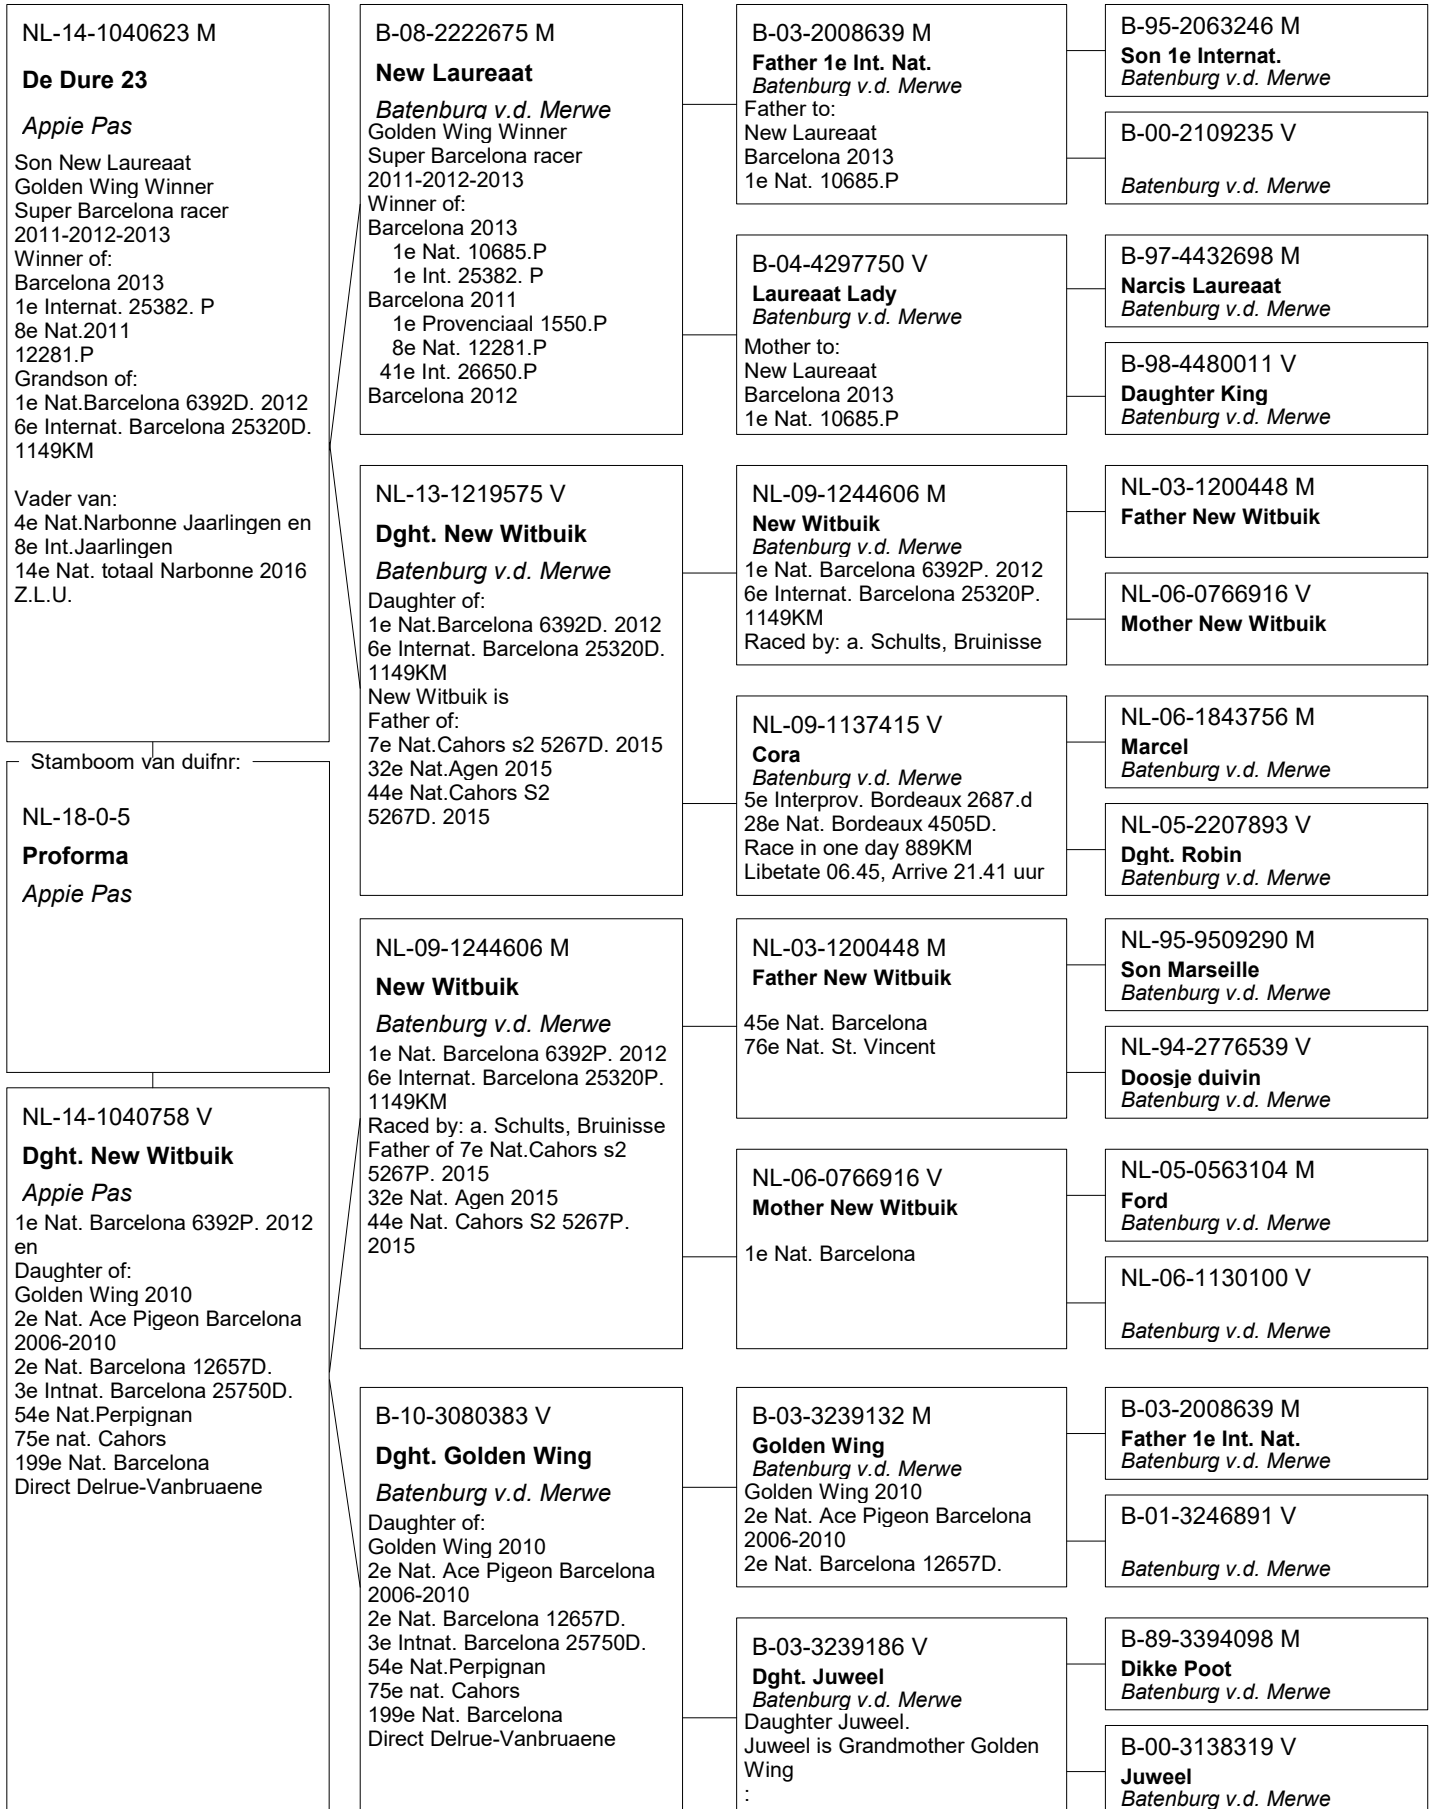 NL-14-1040623 M
De Dure 23
Appie Pas
Son New Laureaat
Golden Wing Winner
Super Barcelona racer
2011-2012-2013
Winner of:
Barcelona 2013
1e Internat. 25382. P
8e Nat.2011
12281.P
Grandson of:
1e Nat.Barcelona 6392D. 2012
6e Internat. Barcelona 25320D.
1149KM
Vader van:
4e Nat.Narbonne Jaarlingen en
8e Int.Jaarlingen
14e Nat. totaal Narbonne 2016
Z.L.U.
Stamboom van duifnr:
NL-18-0-5
Proforma
Appie Pas
NL-14-1040758 V
Dght. New Witbuik
Appie Pas
1e Nat. Barcelona 6392P. 2012
en
Daughter of:
Golden Wing 2010
2e Nat. Ace Pigeon Barcelona
2006-2010
2e Nat. Barcelona 12657D.
3e Intnat. Barcelona 25750D.
54e Nat.Perpignan
75e nat. Cahors
199e Nat. Barcelona
Direct Delrue-Vanbruaene
B-08-2222675 M
New Laureaat
Batenburg v.d. Merwe
Golden Wing Winner
Super Barcelona racer
2011-2012-2013
Winner of:
Barcelona 2013
1e Nat. 10685.P
1e Int. 25382. P
Barcelona 2011
1e Provenciaal 1550.P
8e Nat. 12281.P
41e Int. 26650.P
Barcelona 2012
NL-13-1219575 V
Dght. New Witbuik
Batenburg v.d. Merwe
Daughter of:
1e Nat.Barcelona 6392D. 2012
6e Internat. Barcelona 25320D.
1149KM
New Witbuik is
Father of:
7e Nat.Cahors s2 5267D. 2015
32e Nat.Agen 2015
44e Nat.Cahors S2
5267D. 2015
NL-09-1244606 M
New Witbuik
Batenburg v.d. Merwe
1e Nat. Barcelona 6392P. 2012
6e Internat. Barcelona 25320P.
1149KM
Raced by: a. Schults, Bruinisse
Father of 7e Nat.Cahors s2
5267P. 2015
32e Nat. Agen 2015
44e Nat. Cahors S2 5267P.
2015
B-10-3080383 V
Dght. Golden Wing
Batenburg v.d. Merwe
Daughter of:
Golden Wing 2010
2e Nat. Ace Pigeon Barcelona
2006-2010
2e Nat. Barcelona 12657D.
3e Intnat. Barcelona 25750D.
54e Nat.Perpignan
75e nat. Cahors
199e Nat. Barcelona
Direct Delrue-Vanbruaene
B-03-2008639 M
Father 1e Int. Nat.
Batenburg v.d. Merwe
Father to:
New Laureaat
Barcelona 2013
1e Nat. 10685.P
B-04-4297750 V
Laureaat Lady
Batenburg v.d. Merwe
Mother to:
New Laureaat
Barcelona 2013
1e Nat. 10685.P
NL-09-1244606 M
New Witbuik
Batenburg v.d. Merwe
1e Nat. Barcelona 6392P. 2012
6e Internat. Barcelona 25320P.
1149KM
Raced by: a. Schults, Bruinisse
NL-09-1137415 V
Cora
Batenburg v.d. Merwe
5e Interprov. Bordeaux 2687.d
28e Nat. Bordeaux 4505D.
Race in one day 889KM
Libetate 06.45, Arrive 21.41 uur
NL-03-1200448 M
Father New Witbuik
45e Nat. Barcelona
76e Nat. St. Vincent
NL-06-0766916 V
Mother New Witbuik
1e Nat. Barcelona
B-03-3239132 M
Golden Wing
Batenburg v.d. Merwe
Golden Wing 2010
2e Nat. Ace Pigeon Barcelona
2006-2010
2e Nat. Barcelona 12657D.
B-03-3239186 V
Dght. Juweel
Batenburg v.d. Merwe
Daughter Juweel.
Juweel is Grandmother Golden
Wing
:
B-95-2063246 M
Son 1e Internat.
Batenburg v.d. Merwe
B-00-2109235 V
Batenburg v.d. Merwe
B-97-4432698 M
Narcis Laureaat
Batenburg v.d. Merwe
B-98-4480011 V
Daughter King
Batenburg v.d. Merwe
NL-03-1200448 M
Father New Witbuik
NL-06-0766916 V
Mother New Witbuik
NL-06-1843756 M
Marcel
Batenburg v.d. Merwe
NL-05-2207893 V
Dght. Robin
Batenburg v.d. Merwe
NL-95-9509290 M
Son Marseille
Batenburg v.d. Merwe
NL-94-2776539 V
Doosje duivin
Batenburg v.d. Merwe
NL-05-0563104 M
Ford
Batenburg v.d. Merwe
NL-06-1130100 V
Batenburg v.d. Merwe
B-03-2008639 M
Father 1e Int. Nat.
Batenburg v.d. Merwe
B-01-3246891 V
Batenburg v.d. Merwe
B-89-3394098 M
Dikke Poot
Batenburg v.d. Merwe
B-00-3138319 V
Juweel
Batenburg v.d. Merwe